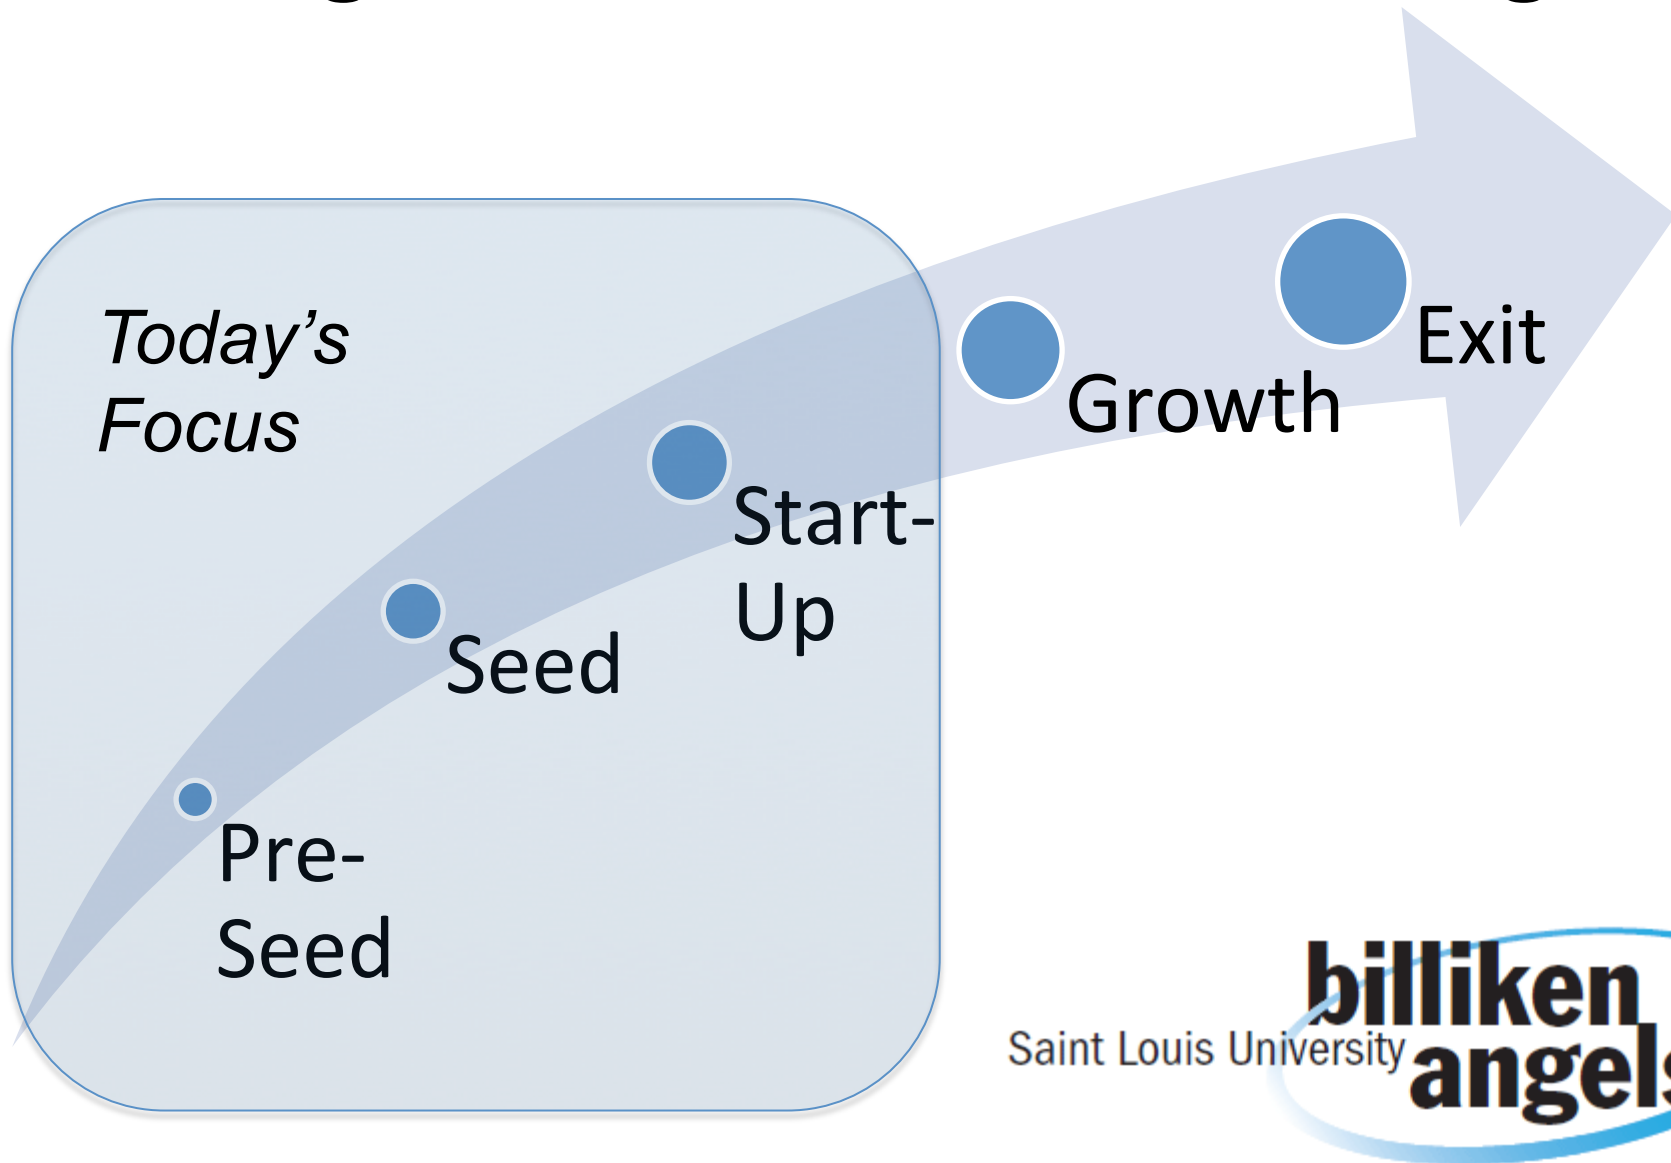 Today’s
Focus
Exit
Growth
Start-
Up
Seed
Pre-
Seed
billiken
Saint Louis University
angels